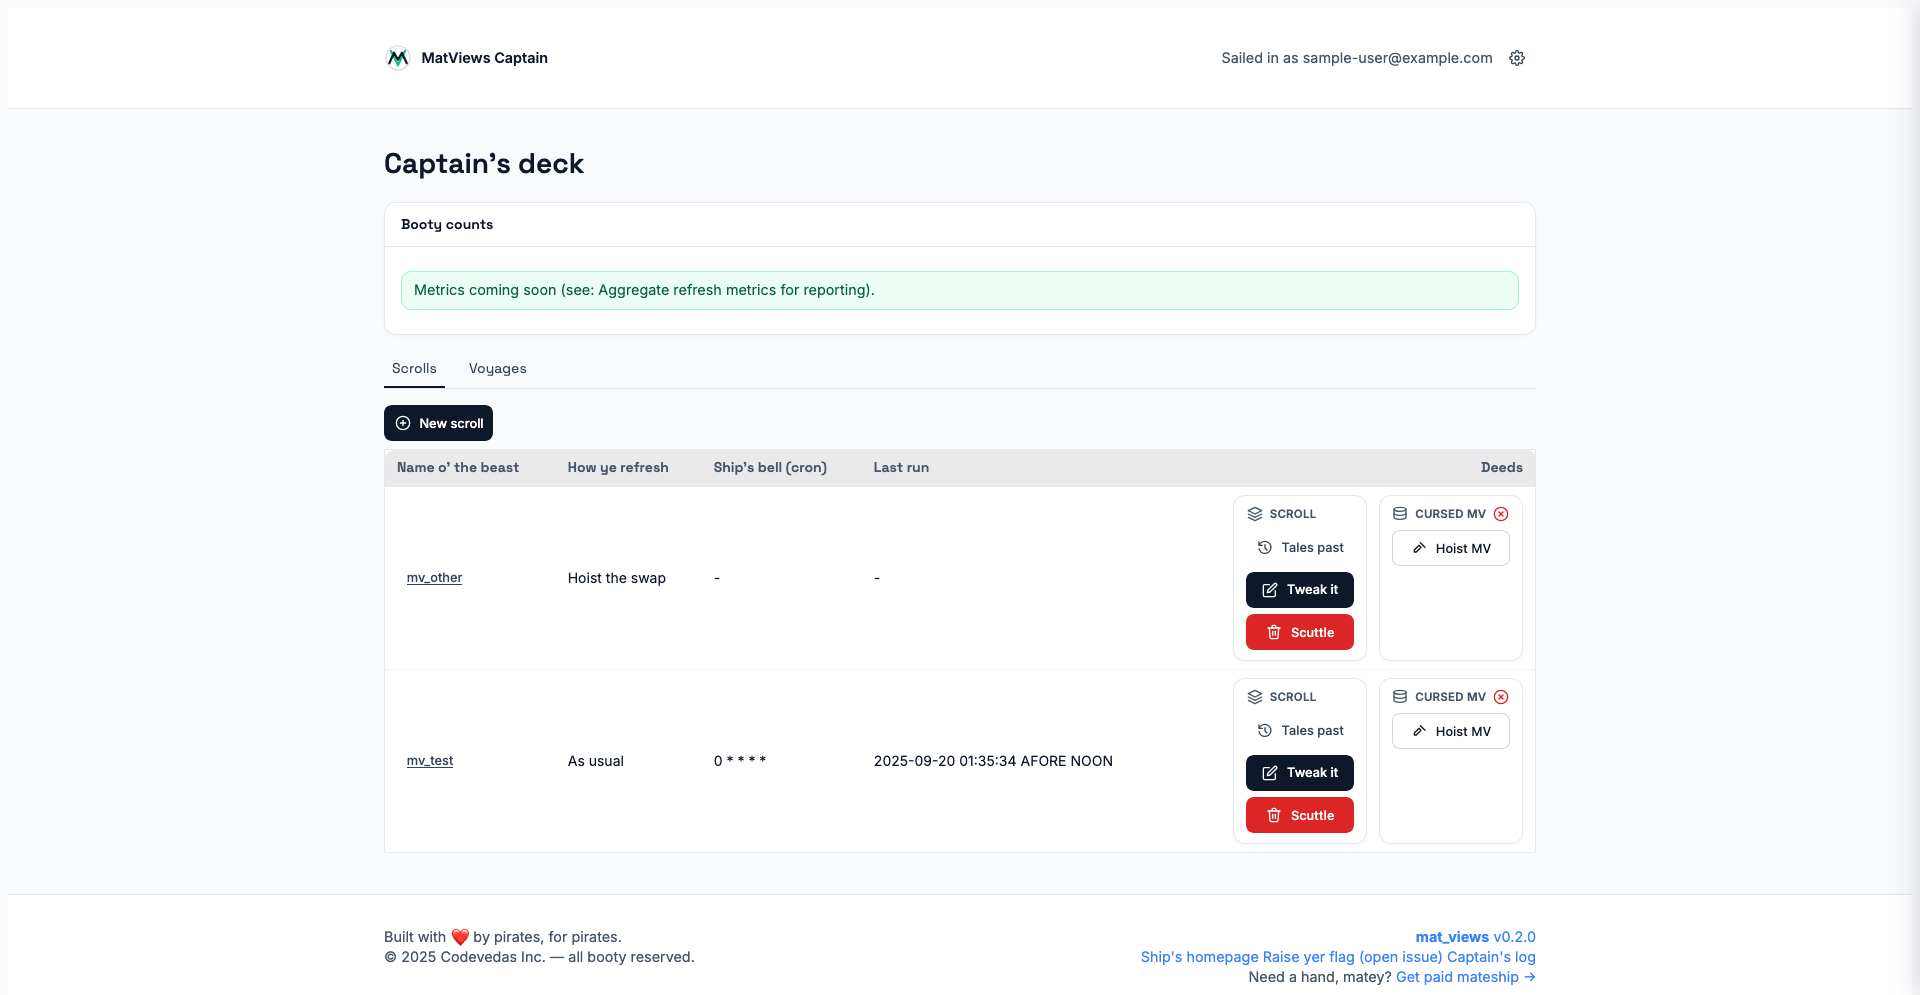 MatViews Captain
Sailed in as sample-user@example.com
Captain's deck
Booty counts
Metrics coming soon (see: Aggregate refresh metrics for reporting).
Scrolls Voyages
New scroll
Name o' the beast How ye refresh Ship's bell (cron) Last run Deeds
SCROLL
Tales past
Tweak it
Scuttle
CURSED MV
Hoist MV
mv_other Hoist the swap - -
SCROLL
Tales past
Tweak it
Scuttle
CURSED MV
Hoist MV
mv_test As usual 0 * * * * 2025-09-20 01:35:34 AFORE NOON
Built with ❤️ by pirates, for pirates.
© 2025 Codevedas Inc. — all booty reserved.
mat_views v0.2.0
Ship's homepage Raise yer flag (open issue) Captain's log
Need a hand, matey? Get paid mateship →